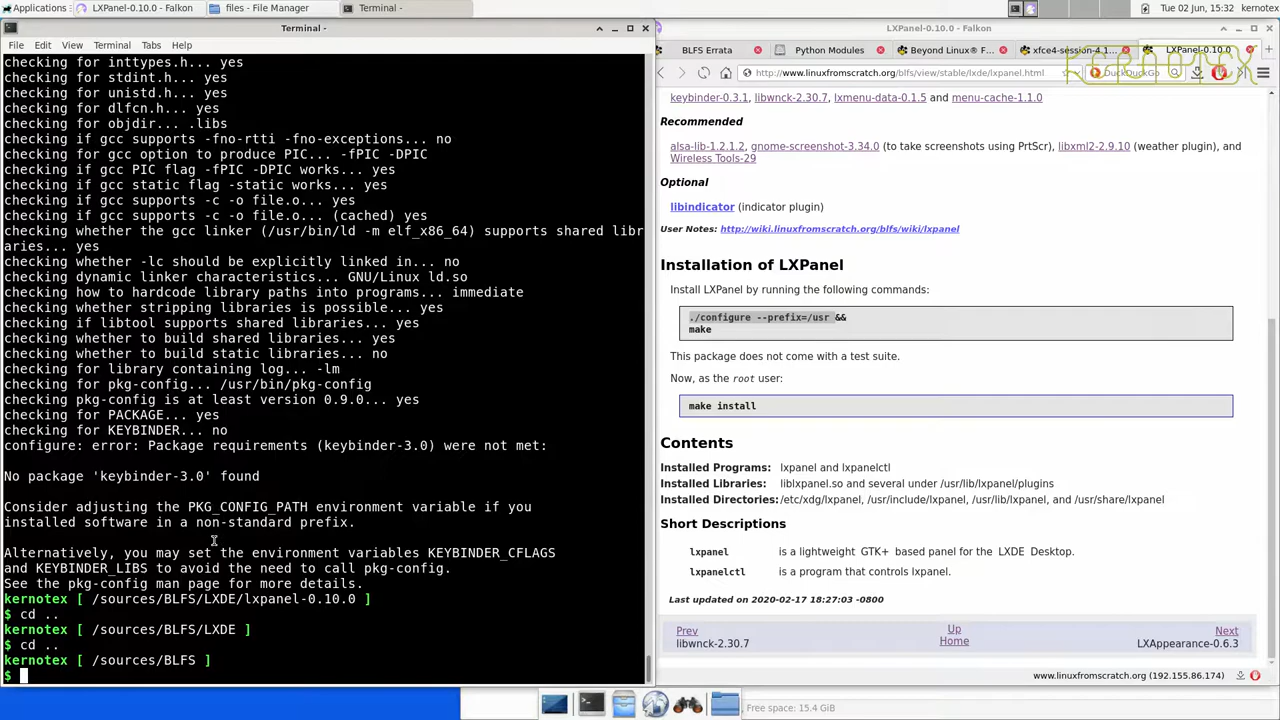 Applications
LXPanel-0.10.0 - Falkon
files - File Manager
Terminal -
Tue 02 Jun, 15:32
kernotex
Terminal -
File Edit View Terminal Tabs Help
checking for inttypes.h... yes
checking for stdint.h... yes
checking for unistd.h... yes
checking for dlfcn.h... yes
checking for objdir... .libs
checking if gcc supports -fno-rtti -fno-exceptions... no
checking for gcc option to produce PIC... -fPIC -DPIC
checking if gcc PIC flag -fPIC -DPIC works... yes
checking if gcc static flag -static works... yes
checking if gcc supports -c -o file.o... yes
checking if gcc supports -c -o file.o... (cached) yes
checking whether the gcc linker (/usr/bin/ld -m elf_x86_64) supports shared libr
aries... yes
checking whether -lc should be explicitly linked in... no
checking dynamic linker characteristics... GNU/Linux ld.so
checking how to hardcode library paths into programs... immediate
checking whether stripping libraries is possible... yes
checking if libtool supports shared libraries... yes
checking whether to build shared libraries... yes
checking whether to build static libraries... no
checking for library containing log... -lm
checking for pkg-config... /usr/bin/pkg-config
checking pkg-config is at least version 0.9.0... yes
checking for PACKAGE... yes
checking for KEYBINDER... no
configure: error: Package requirements (keybinder-3.0) were not met:
No package 'keybinder-3.0' found
Consider adjusting the PKG_CONFIG_PATH environment variable if you
installed software in a non-standard prefix.
Alternatively, you may set the environment variables KEYBINDER_CFLAGS
and KEYBINDER_LIBS to avoid the need to call pkg-config.
See the pkg-config man page for more details.
kernotex [ /sources/BLFS/LXDE/lxpanel-0.10.0 ]
$ cd ..
kernotex [ /sources/BLFS/LXDE ]
$ cd ..
kernotex [ /sources/BLFS ]
$
LXPanel-0.10.0 - Falkon
BLFS Errata
Python Modules
Beyond Linux® F...
xfce4-session-4.1...
LXPanel-0.10.0
http://www.linuxfromscratch.org/blfs/view/stable/lxde/lxpanel.html
DuckDuckGo
KERNOTEX
keybinder-0.3.1, libwnck-2.30.7, lxmenu-data-0.1.5 and menu-cache-1.1.0
Recommended
alsa-lib-1.2.1.2, gnome-screenshot-3.34.0 (to take screenshots using PrtScr), libxml2-2.9.10 (weather plugin), and
Wireless Tools-29
Optional
libindicator (indicator plugin)
User Notes: http://wiki.linuxfromscratch.org/blfs/wiki/lxpanel
Installation of LXPanel
Install LXPanel by running the following commands:
./configure --prefix=/usr &&
make
This package does not come with a test suite.
Now, as the root user:
make install
Contents
Installed Programs: lxpanel and lxpanelctl
Installed Libraries: liblxpanel.so and several under /usr/lib/lxpanel/plugins
Installed Directories: /etc/xdg/lxpanel, /usr/include/lxpanel, /usr/lib/lxpanel, and /usr/share/lxpanel
Short Descriptions
lxpanel is a lightweight GTK+ based panel for the LXDE Desktop.
lxpanelctl is a program that controls lxpanel.
Last updated on 2020-02-17 18:27:03 -0800
Prev Up Next
libwnck-2.30.7 Home LXAppearance-0.6.3
www.linuxfromscratch.org (192.155.86.174)
Free space: 15.4 GiB